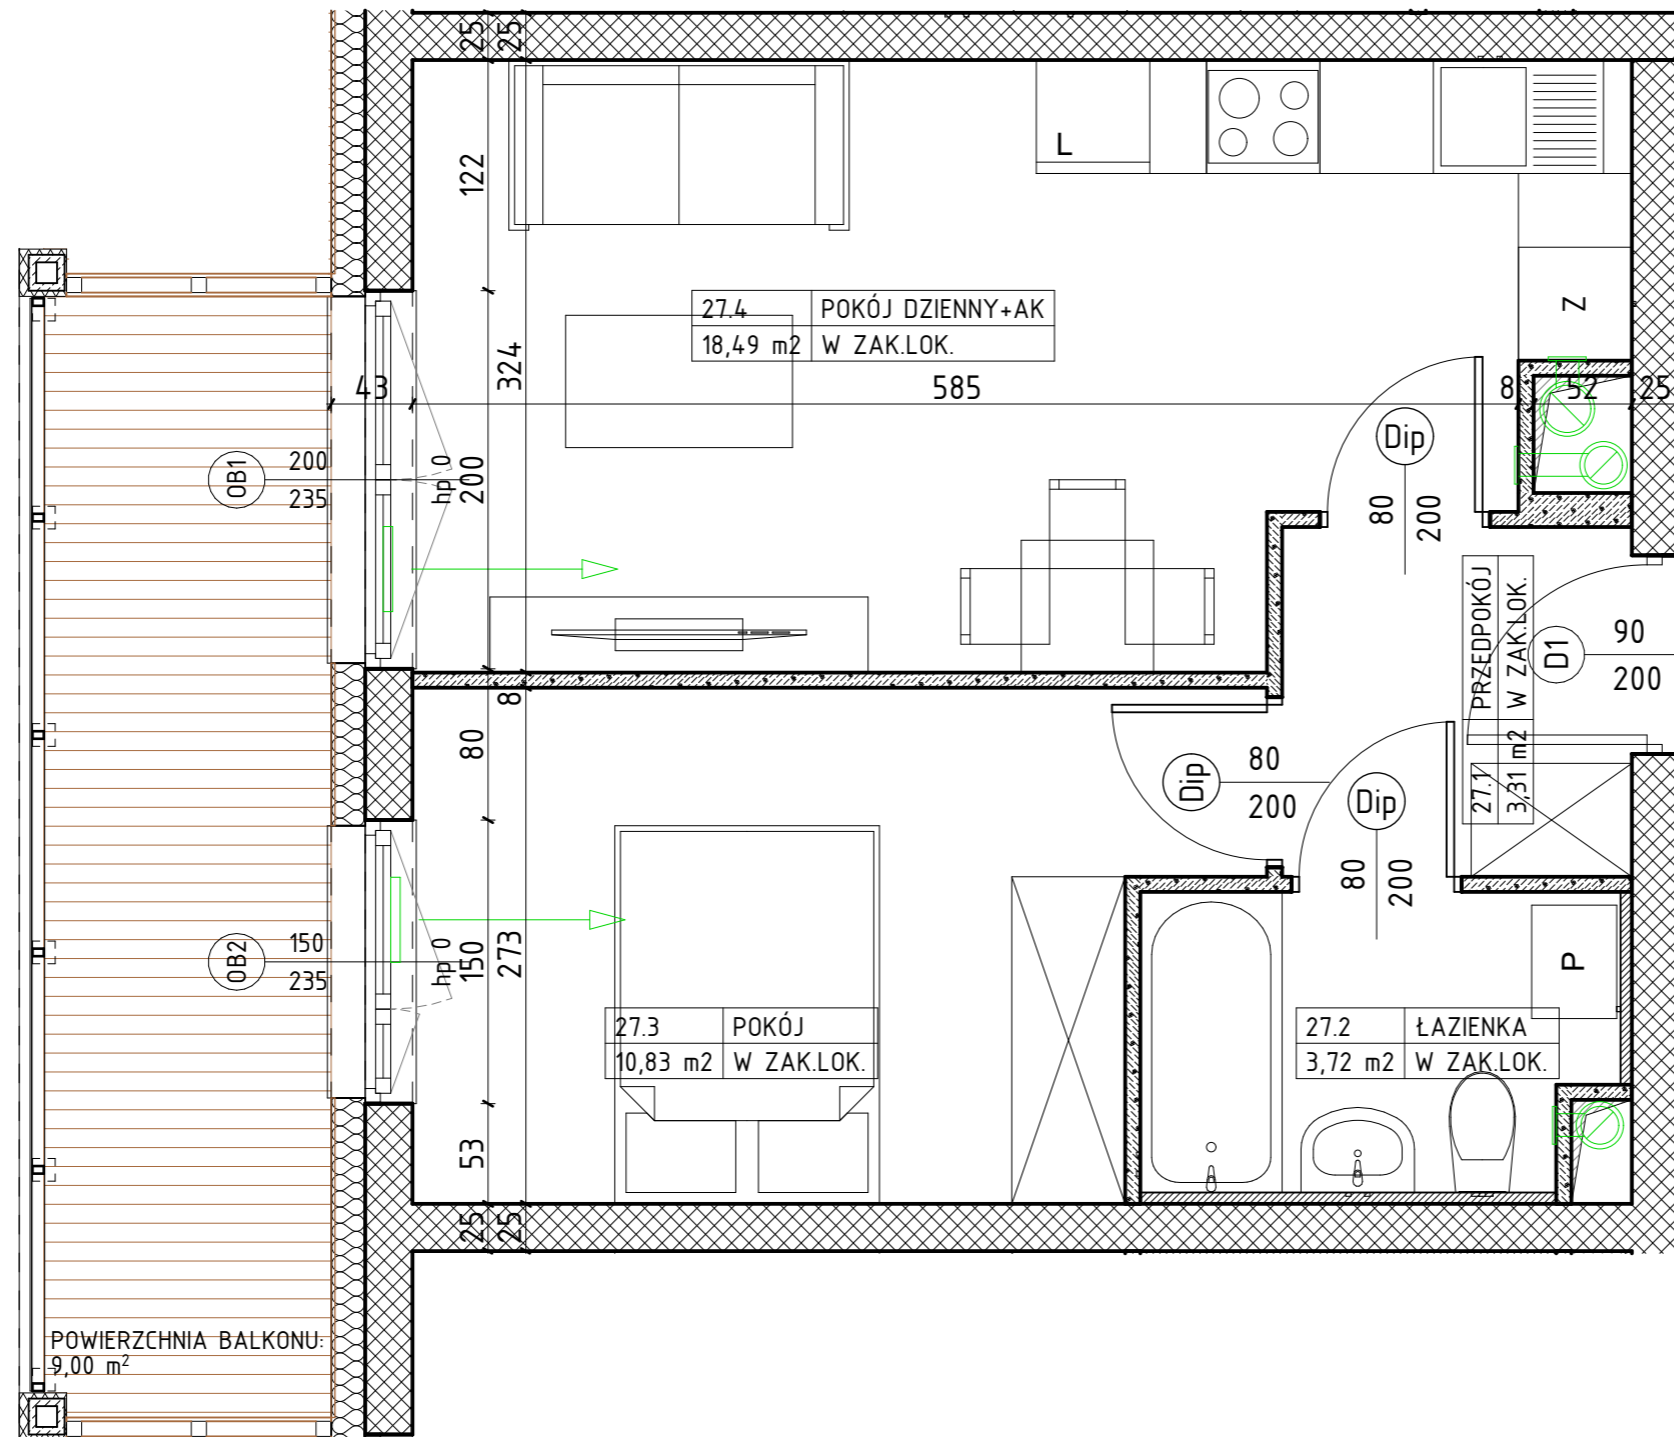 25
25
122
L
Z
27.4 POKÓJ DZIENNY+AK
18,49 m2 W ZAK.LOK.
324
43
585
8
52
25
Dip
80
200
OB1
200
235
hp 0
200
27.1 PRZEDPOKÓJ
3,31 m2 W ZAK.LOK.
D1
90
200
8
80
Dip
80
200
Dip
80
200
OB2
150
235
hp 0
150
273
P
27.3 POKÓJ
10,83 m2 W ZAK.LOK.
27.2 ŁAZIENKA
3,72 m2 W ZAK.LOK.
53
25
25
POWIERZCHNIA BALKONU:
9,00 m²